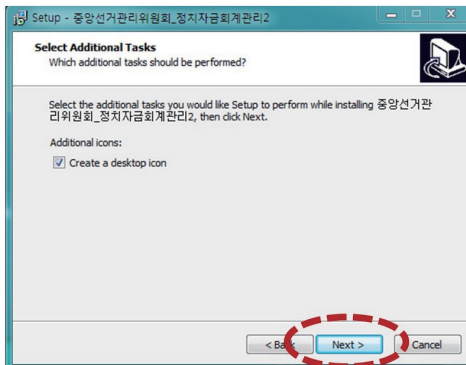 Setup - 중앙선거관리위원회_정치자금회계관리2
Select Additional Tasks
Which additional tasks should be performed?
Select the additional tasks you would like Setup to perform while installing 중앙선거관
리위원회_정치자금회계관리2, then click Next.
Additional icons:
Create a desktop icon
< Back Next > Cancel